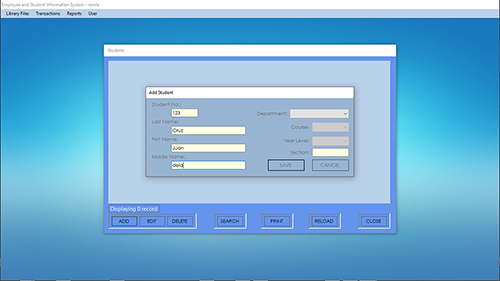 Employee and Student Information System - remle
Library Files Transactions Reports User
Students
Add Student
Student No.:
123
Last Name:
Cruz
First Name:
Juan
Middle Name:
dela
Department:
Course:
Year Level:
Section:
SAVE CANCEL
Displaying 0 record
ADD EDIT DELETE SEARCH PRINT RELOAD CLOSE